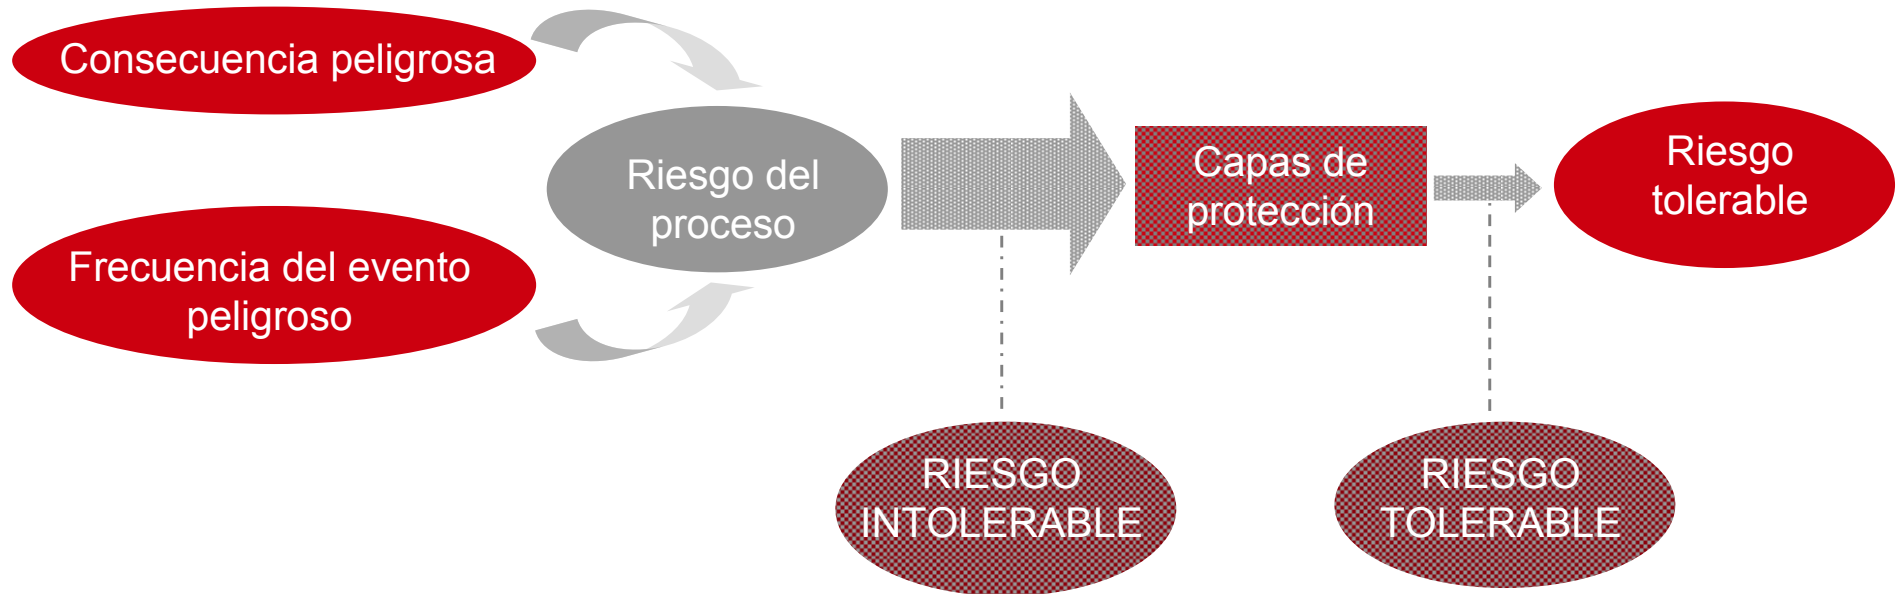 Consecuencia peligrosa
Frecuencia del evento
peligroso
Riesgo del
proceso
Capas de
protección
Riesgo
tolerable
RIESGO
INTOLERABLE
RIESGO
TOLERABLE